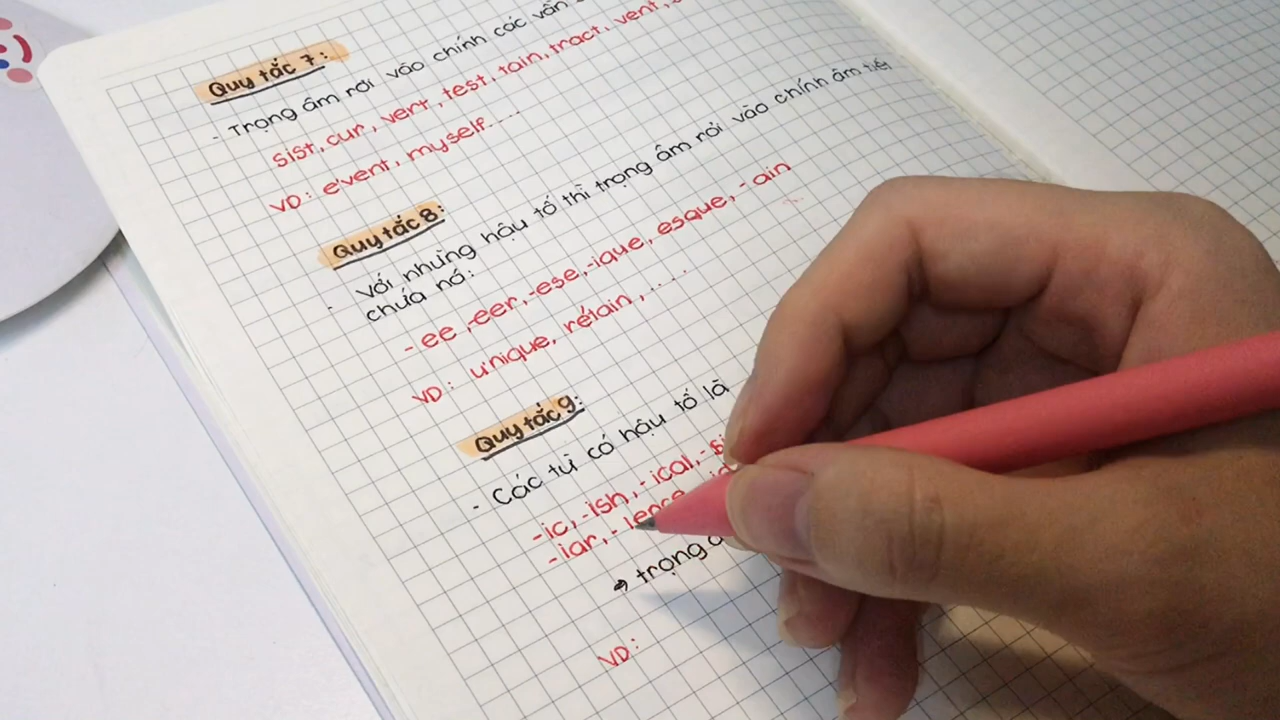 Quy tắc 7:
- Trọng âm rơi vào chính các vần
sist, cur, vert, test, tain, tract, vent,
VD: e'vent, myself....
Quy tắc 8:
- Với những hậu tố thì trọng âm rơi vào chính âm tiết
chứa nó:
- ee, -eer, -ese, -ique, esque, - ain
VD: u'nique, re'tain, ....
Quy tắc 9:
- Các từ có hậu tố là
-ic, -ish, -ical, -
-iar, -
→ trọng
VD: